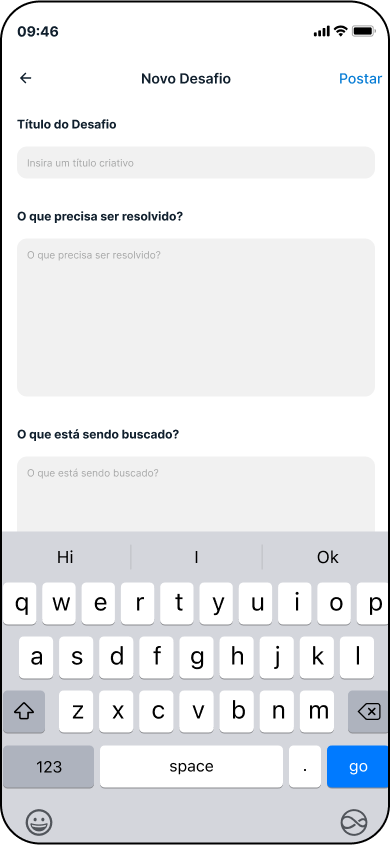 09:46
Novo Desafio Postar
Título do Desafio
Insira um título criativo
O que precisa ser resolvido?
O que precisa ser resolvido?
O que está sendo buscado?
O que está sendo buscado?
Hi I Ok
q w e r t y u i o p
a s d f g h j k l
z x c v b n m
123 space . go